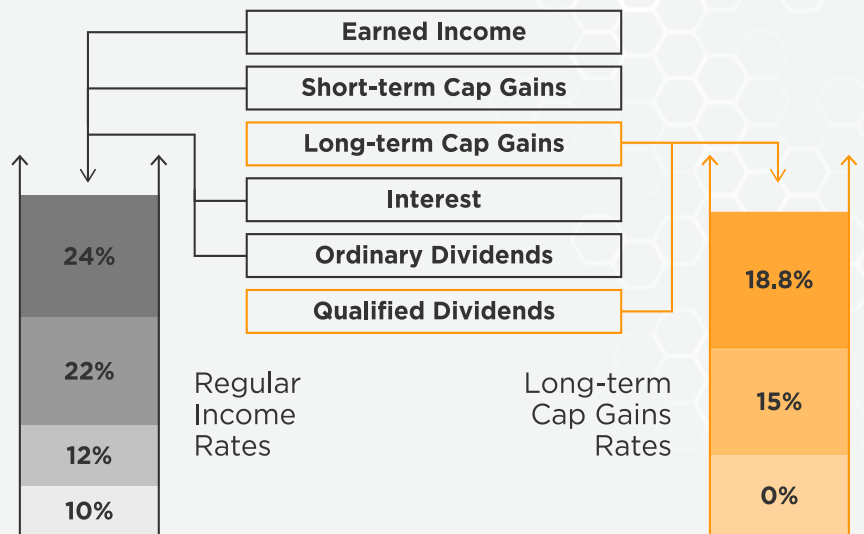 Earned Income
Short-term Cap Gains
Long-term Cap Gains
Interest
Ordinary Dividends
Qualified Dividends
24%
22%
12%
10%
Regular
Income
Rates
Long-term
Cap Gains
Rates
18.8%
15%
0%